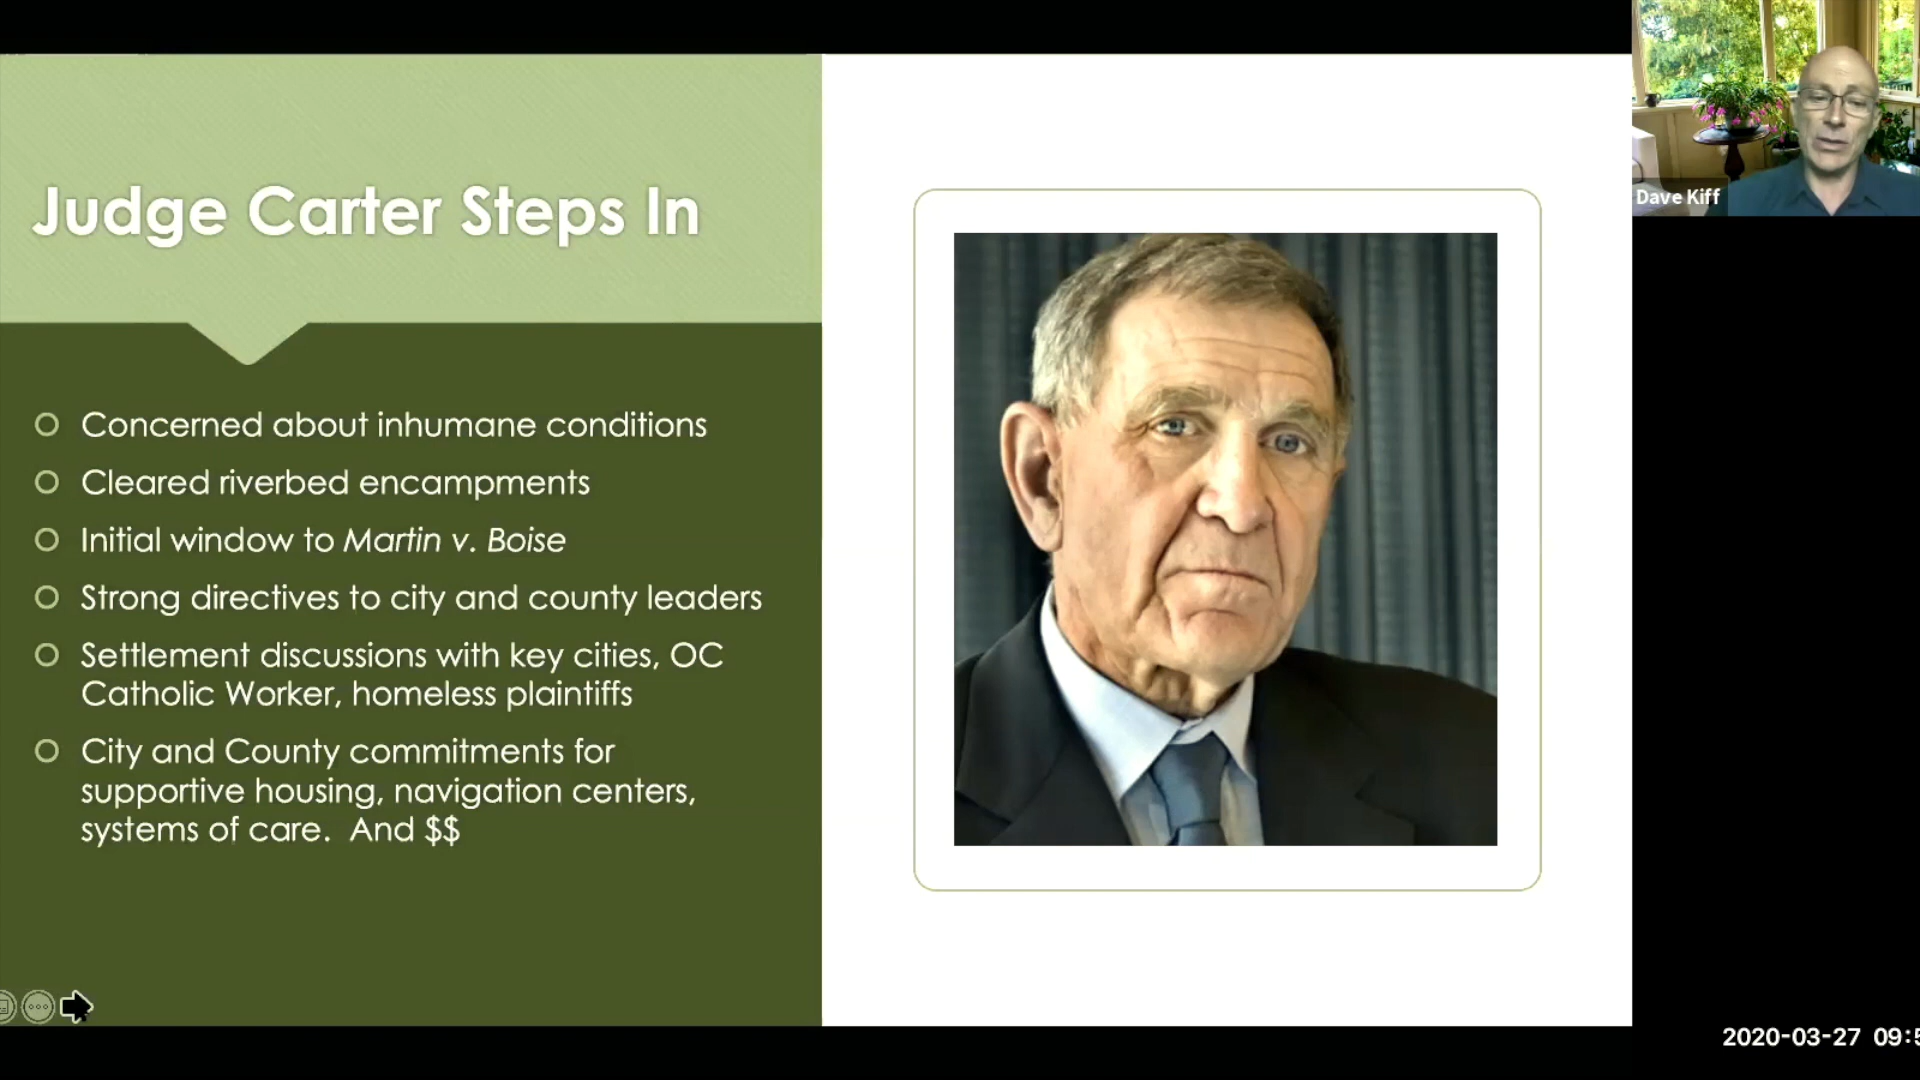 Judge Carter Steps In
Concerned about inhumane conditions
Cleared riverbed encampments
Initial window to Martin v. Boise
Strong directives to city and county leaders
Settlement discussions with key cities, OC
Catholic Worker, homeless plaintiffs
City and County commitments for
supportive housing, navigation centers,
systems of care.  And $$
Dave Kiff
2020-03-27 09:5